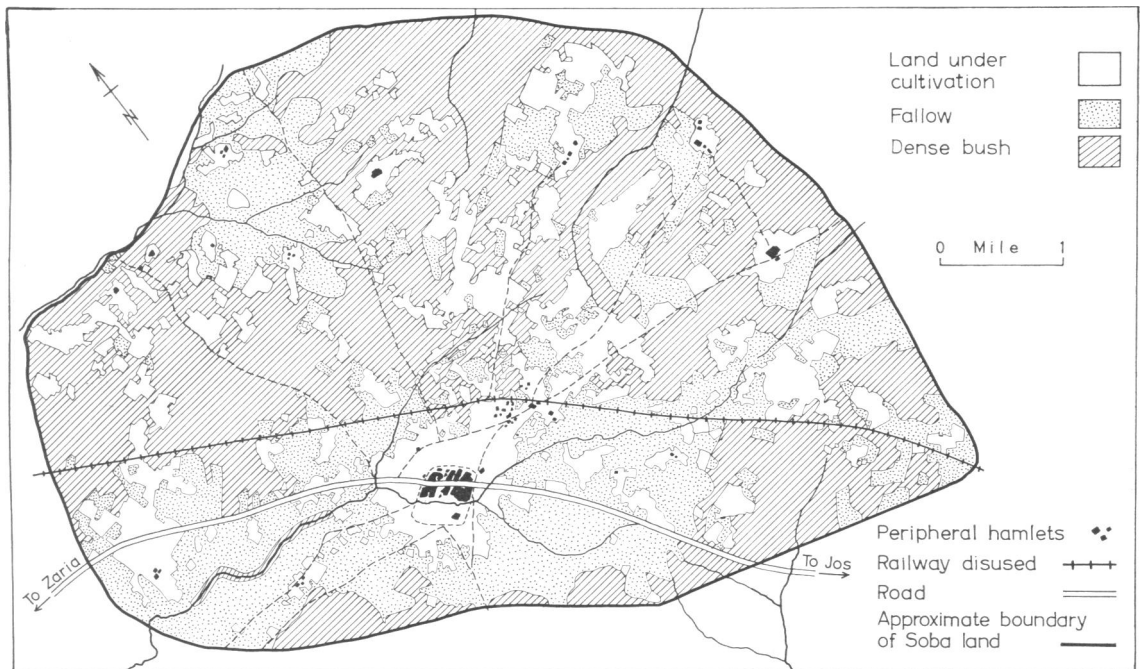 N
Land under
cultivation
Fallow
Dense bush
0 Mile 1
To Zaria
To Jos
Peripheral hamlets
Railway disused
Road
Approximate boundary
of Soba land